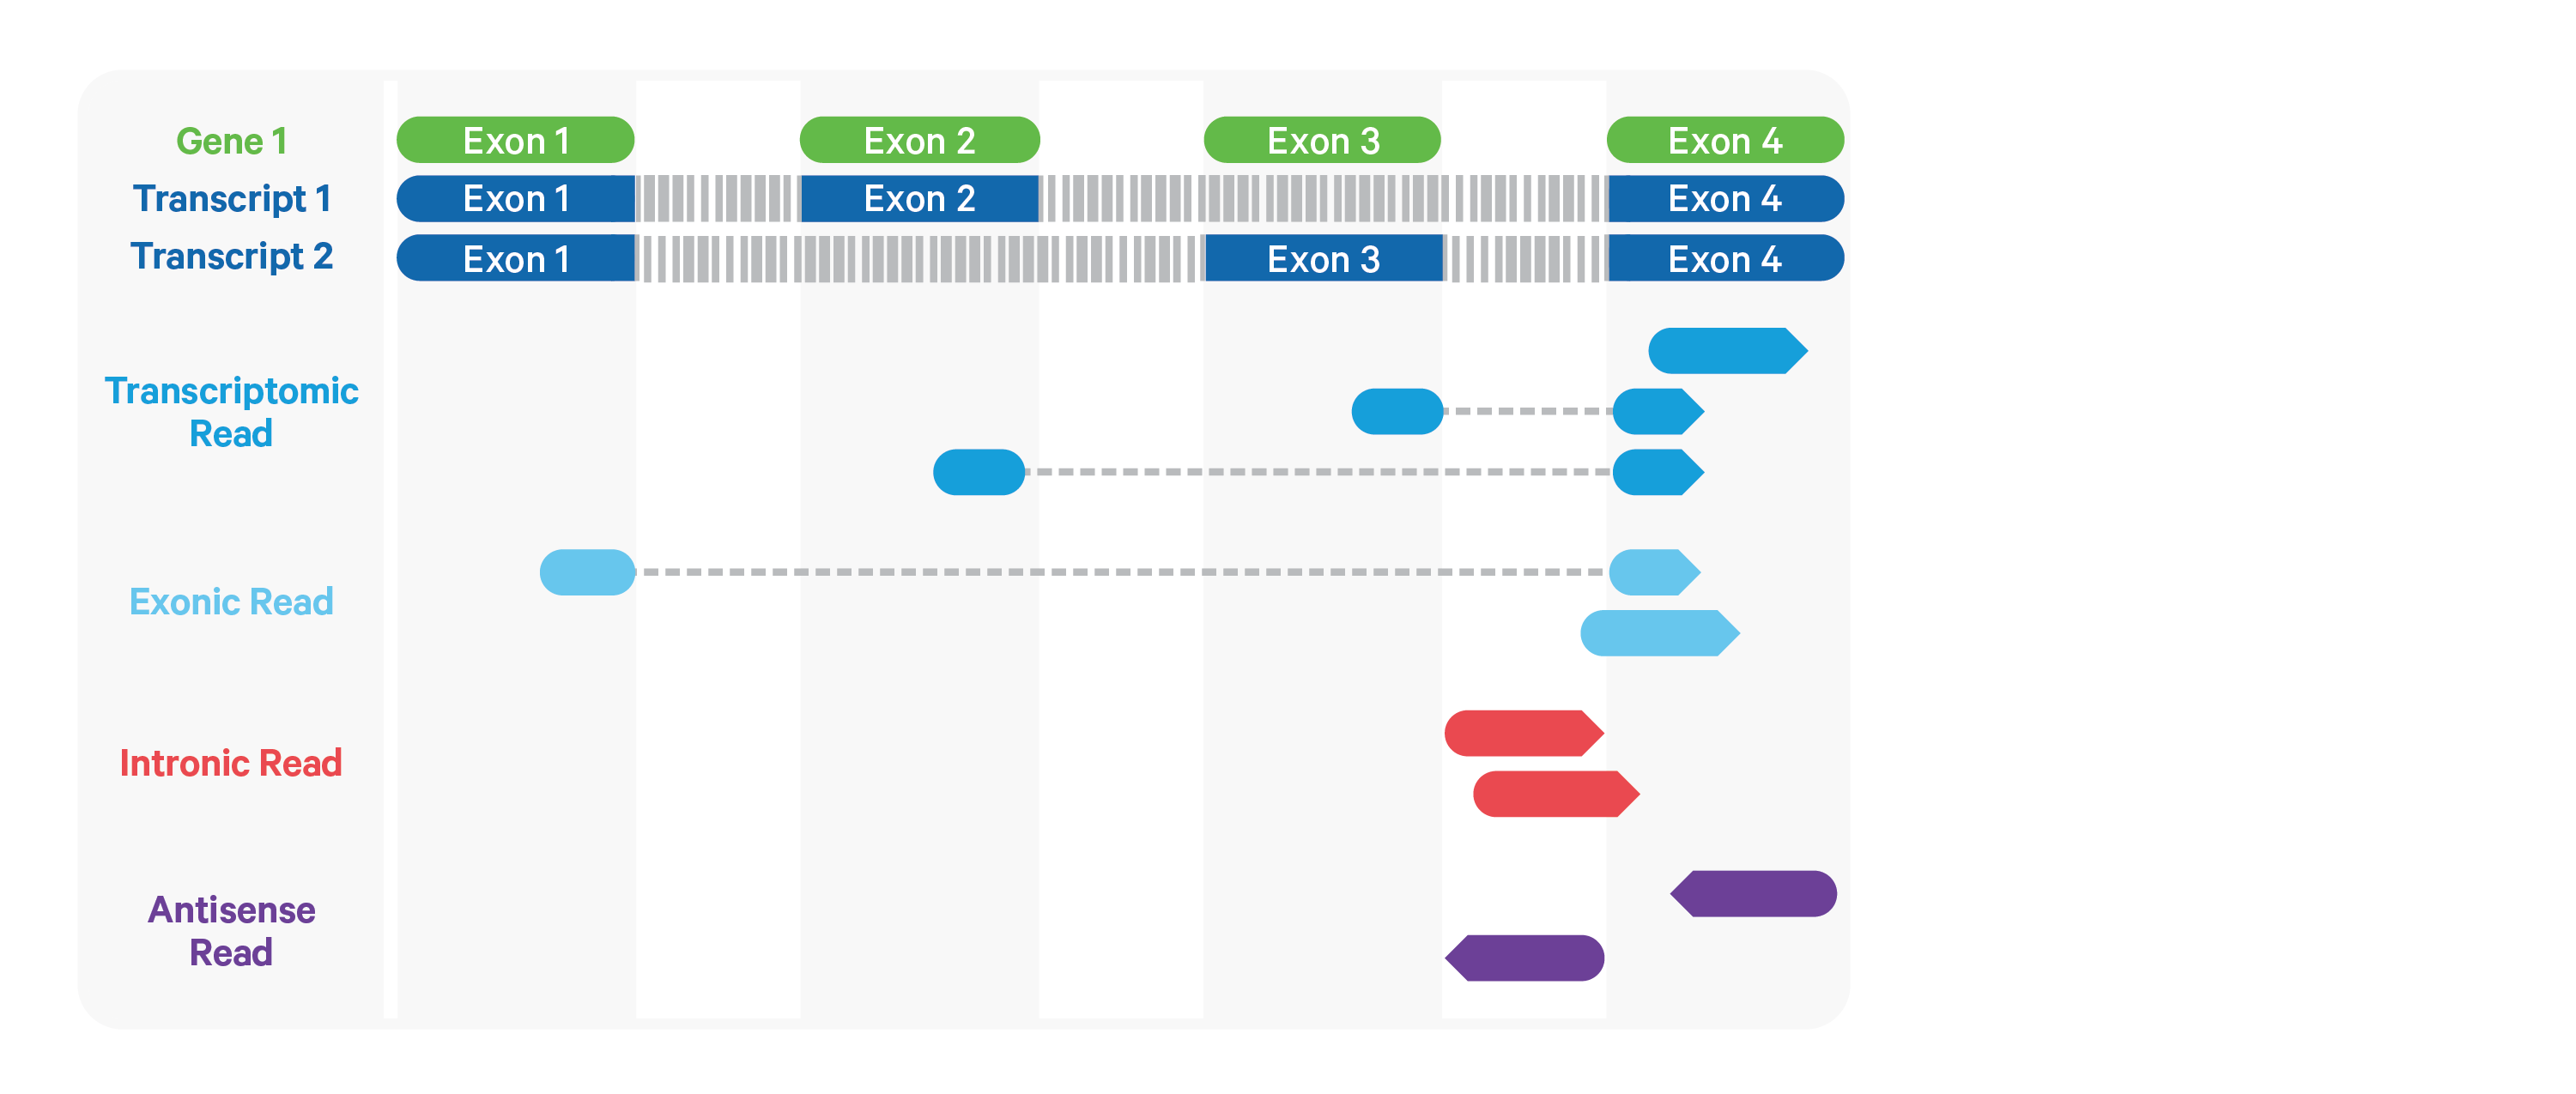 Gene 1
Exon 1 Exon 2 Exon 3 Exon 4
Transcript 1
Exon 1 Exon 2 Exon 4
Transcript 2
Exon 1 Exon 3 Exon 4
Transcriptomic
Read
Exonic Read
Intronic Read
Antisense
Read